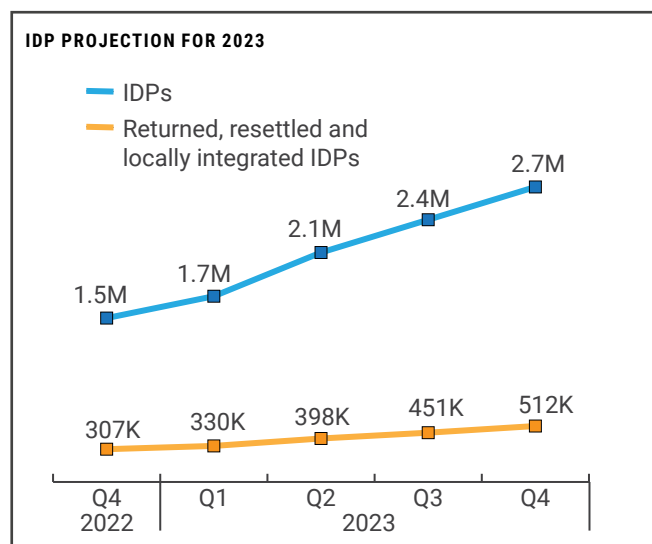 IDP PROJECTION FOR 2023
IDPs
Returned, resettled and
locally integrated IDPs
2.7M
2.4M
2.1M
1.7M
1.5M
307K 330K 398K 451K 512K
Q4 Q1 Q2 Q3 Q4
2022 2023